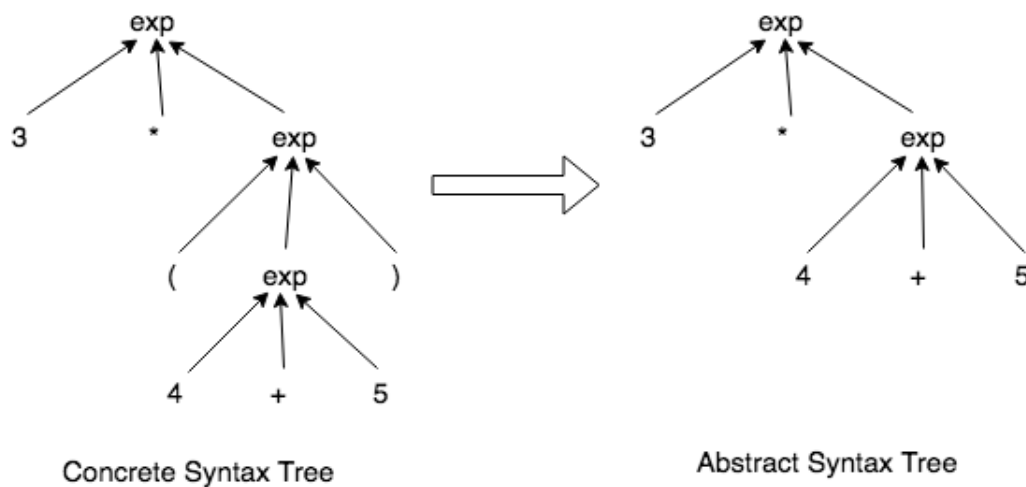 exp exp
3 * exp 3 * exp
( exp ) 4 + 5
4 + 5
Concrete Syntax Tree Abstract Syntax Tree